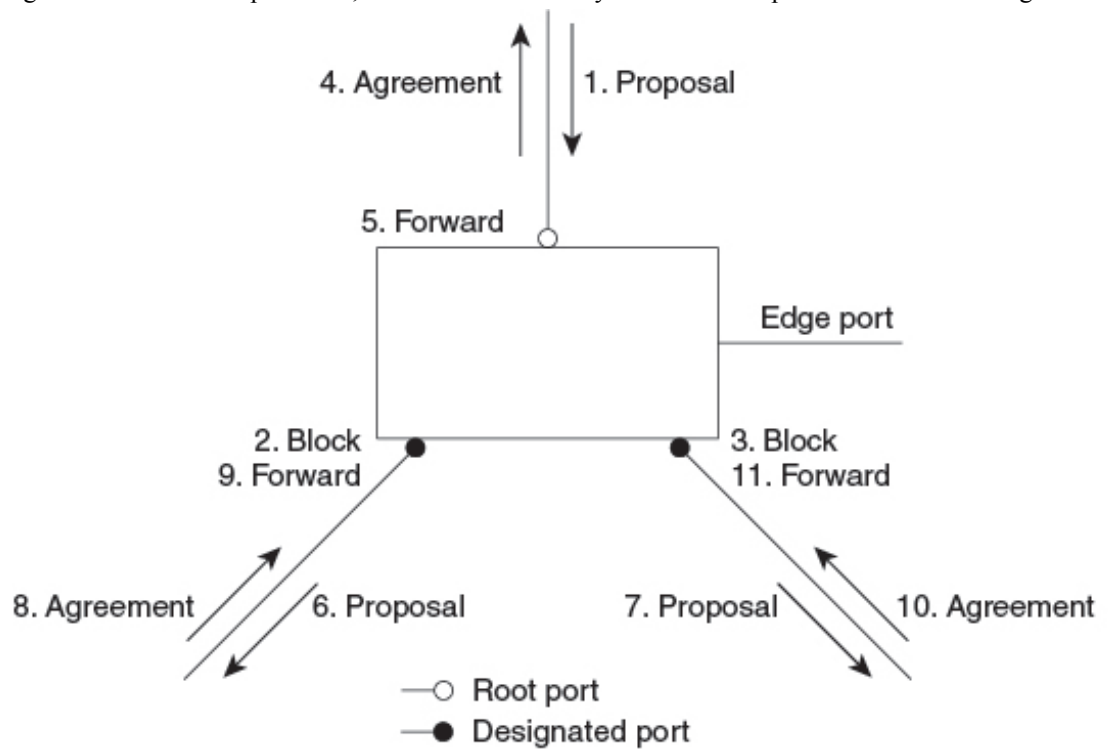 4. Agreement
1. Proposal
5. Forward
Edge port
2. Block
9. Forward
3. Block
11. Forward
8. Agreement
6. Proposal
7. Proposal
10. Agreement
Root port
Designated port